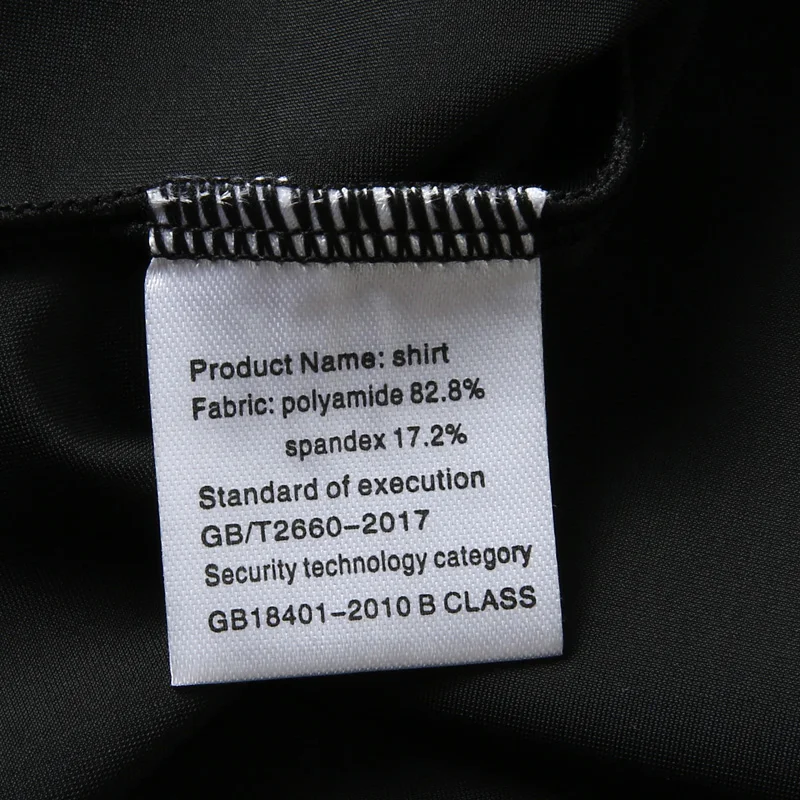 Product Name: shirt
Fabric: polyamide 82.8%
spandex 17.2%
Standard of execution
GB/T2660-2017
Security technology category
GB18401-2010 B CLASS